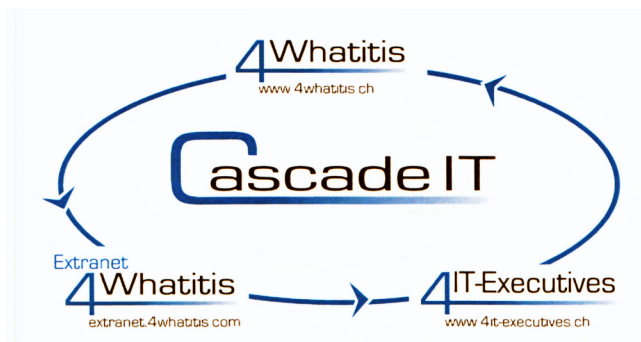 4Whatitis
www.4whatitis.ch
Cascade IT
Extranet
4Whatitis
extranet.4whatitis.com
4IT-Executives
www.4it-executives.ch